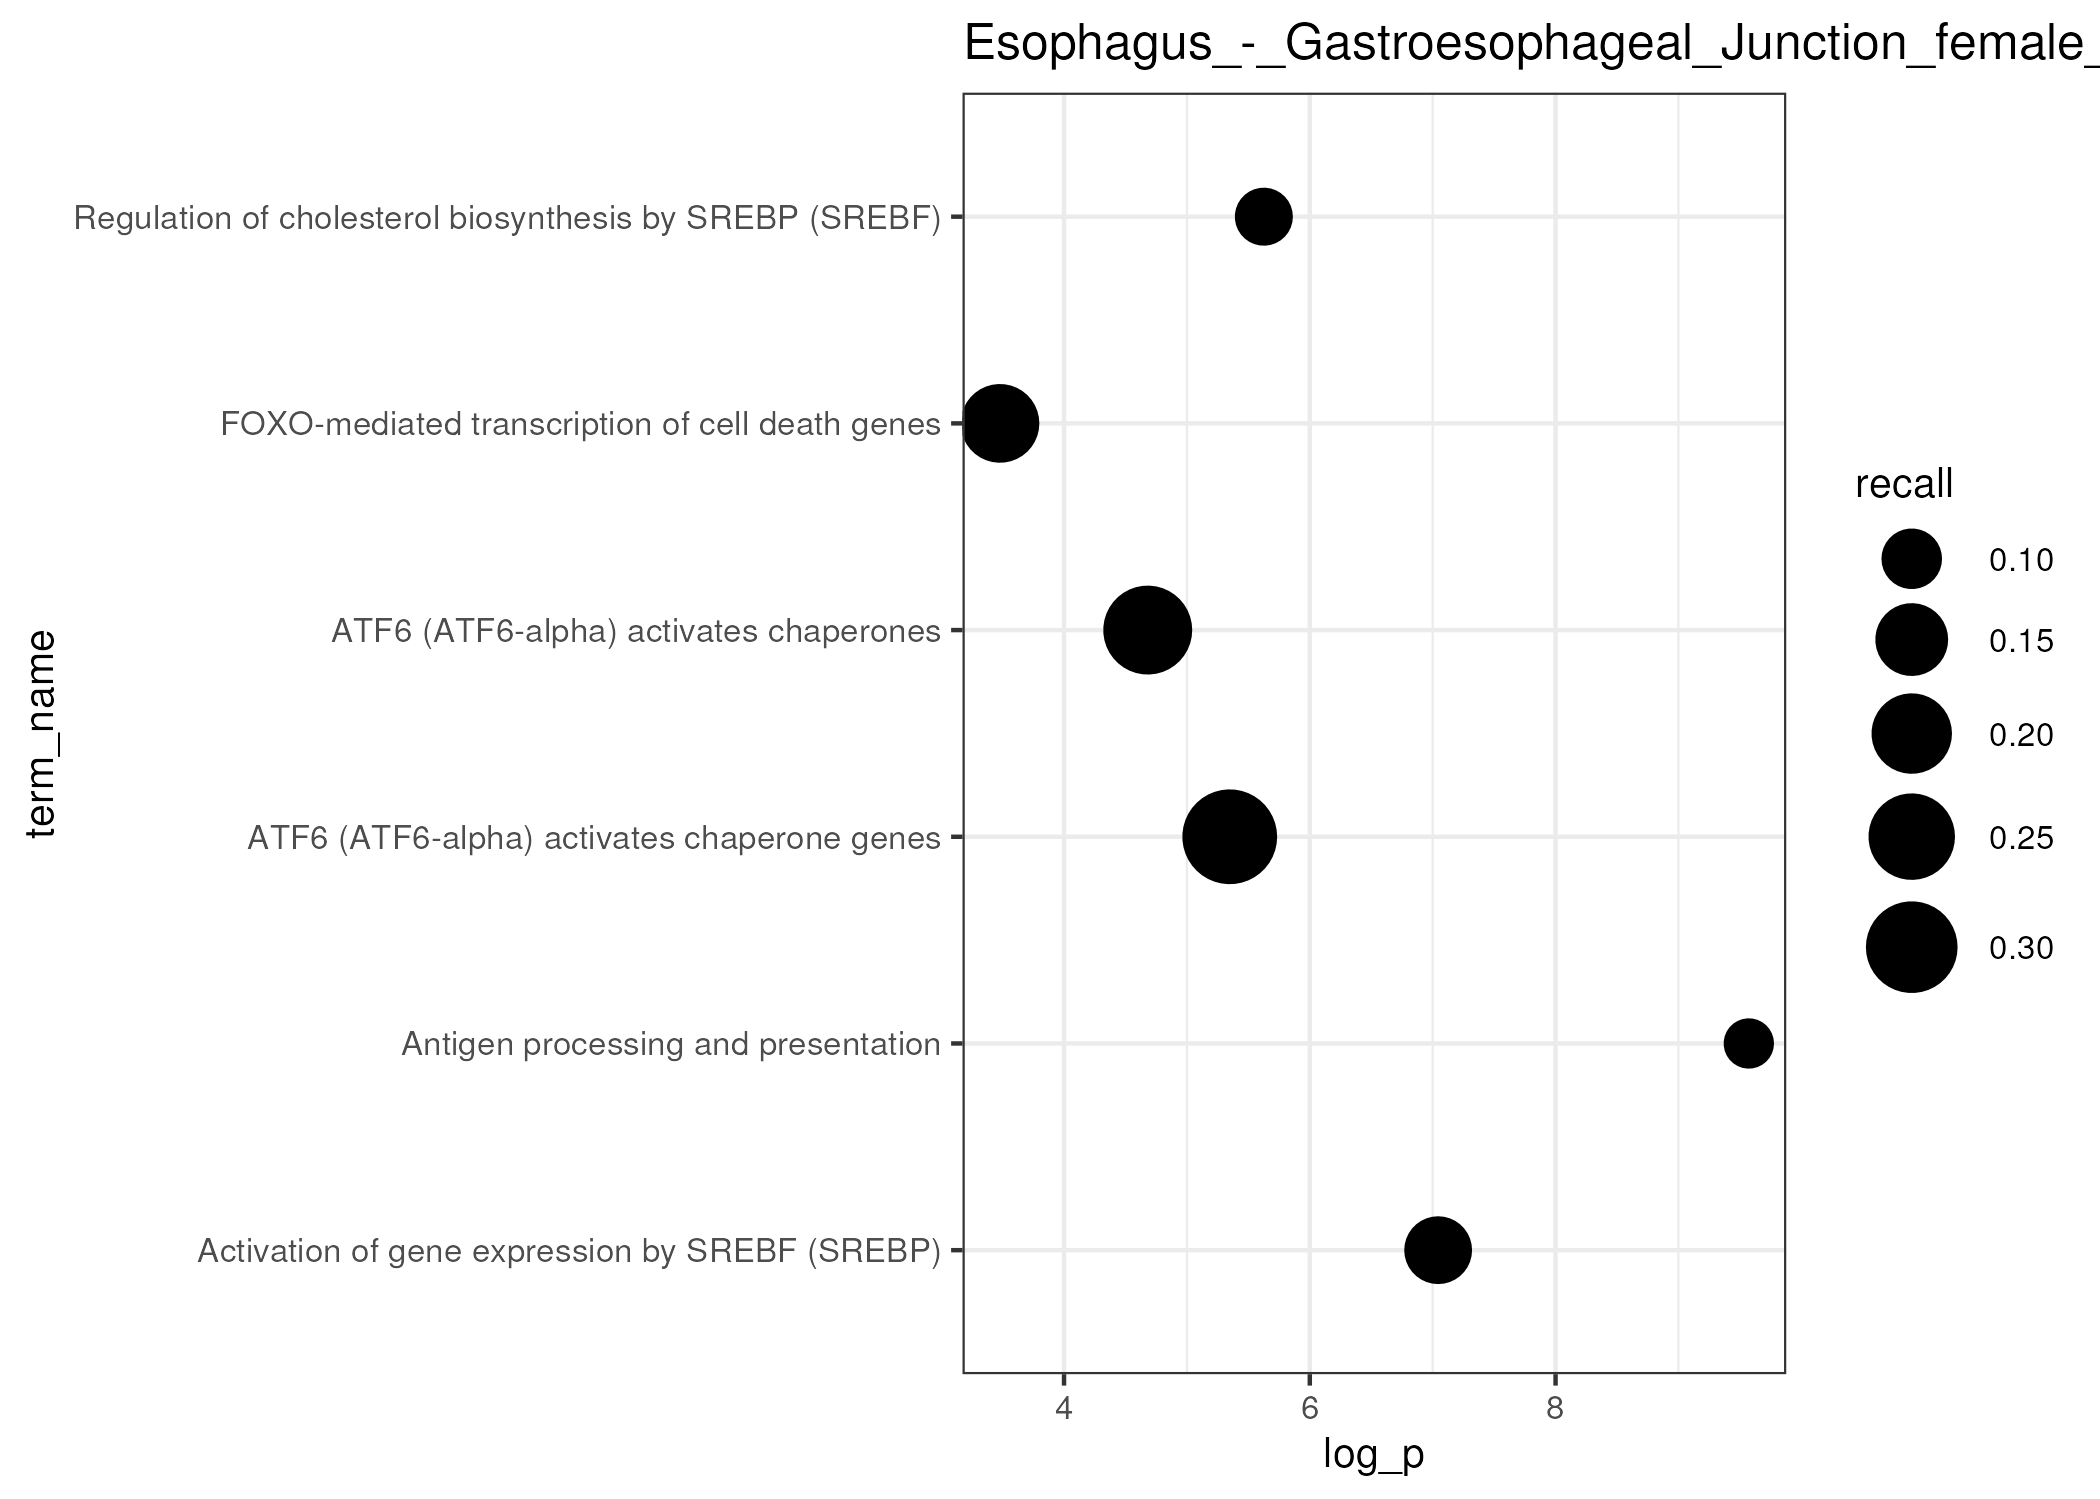 Esophagus_-_Gastroesophageal_Junction_female_
Regulation of cholesterol biosynthesis by SREBP (SREBF)
FOXO-mediated transcription of cell death genes
ATF6 (ATF6-alpha) activates chaperones
ATF6 (ATF6-alpha) activates chaperone genes
Antigen processing and presentation
Activation of gene expression by SREBF (SREBP)
term_name
4 6 8
log_p
recall
0.10
0.15
0.20
0.25
0.30